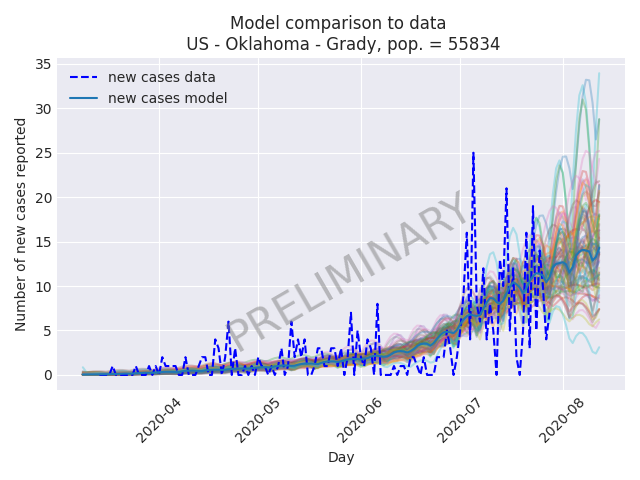 Model comparison to data
US - Oklahoma - Grady, pop. = 55834
35
30
25
20
15
10
5
0
Number of new cases reported
new cases data
new cases model
PRELIMINARY
2020-04
2020-05
2020-06
2020-07
2020-08
Day